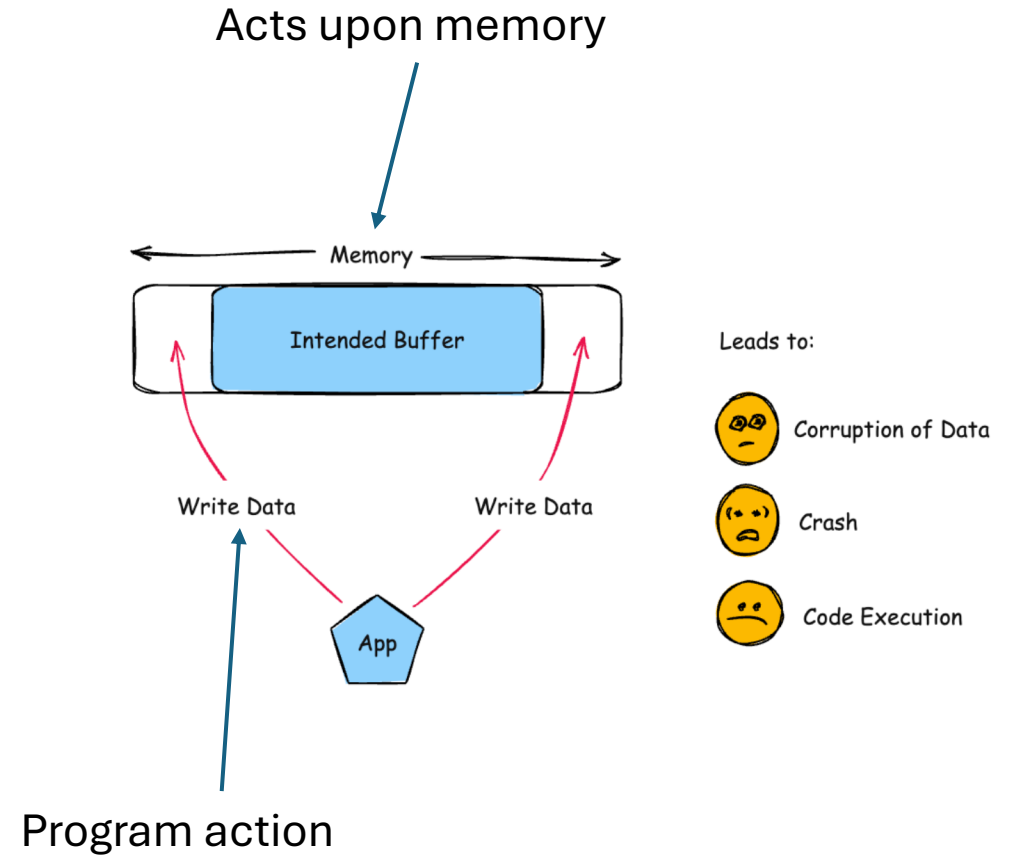 Acts upon memory
Memory
Intended Buffer
Leads to:
Corruption of Data
Write Data
Write Data
Crash
Code Execution
App
Program action